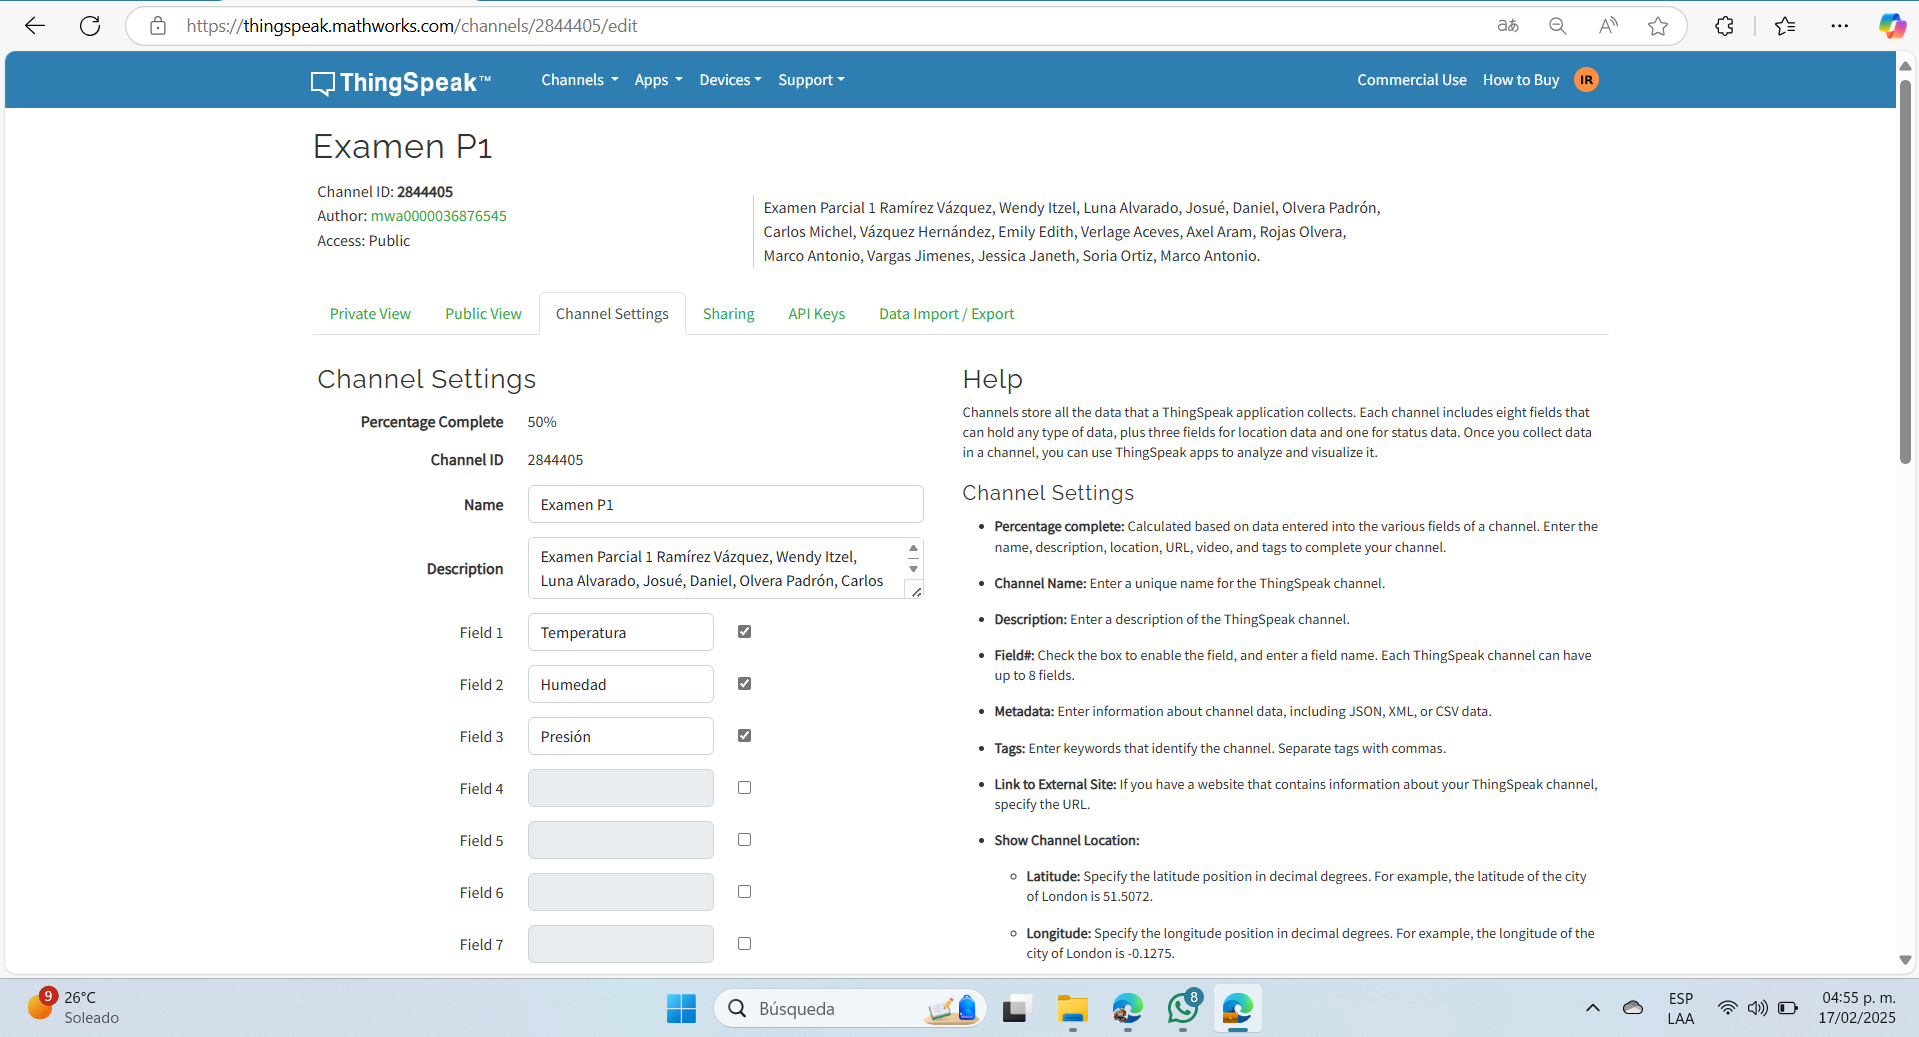 https://thingspeak.mathworks.com/channels/2844405/edit
ThingSpeak™
Channels
Apps
Devices
Support
Commercial Use
How to Buy
IR
Examen P1
Channel ID: 2844405
Author: mwa0000036876545
Access: Public
Examen Parcial 1 Ramírez Vázquez, Wendy Itzel, Luna Alvarado, Josué, Daniel, Olvera Padrón,
Carlos Michel, Vázquez Hernández, Emily Edith, Verlage Aceves, Axel Aram, Rojas Olvera,
Marco Antonio, Vargas Jimenes, Jessica Janeth, Soria Ortiz, Marco Antonio.
Private View
Public View
Channel Settings
Sharing
API Keys
Data Import / Export
Channel Settings
Percentage Complete 50%
Channel ID 2844405
Name Examen P1
Description Examen Parcial 1 Ramírez Vázquez, Wendy Itzel,
Luna Alvarado, Josué, Daniel, Olvera Padrón, Carlos
Field 1 Temperatura
Field 2 Humedad
Field 3 Presión
Field 4
Field 5
Field 6
Field 7
Help
Channels store all the data that a ThingSpeak application collects. Each channel includes eight fields that
can hold any type of data, plus three fields for location data and one for status data. Once you collect data
in a channel, you can use ThingSpeak apps to analyze and visualize it.
Channel Settings
• Percentage complete: Calculated based on data entered into the various fields of a channel. Enter the
name, description, location, URL, video, and tags to complete your channel.
• Channel Name: Enter a unique name for the ThingSpeak channel.
• Description: Enter a description of the ThingSpeak channel.
• Field#: Check the box to enable the field, and enter a field name. Each ThingSpeak channel can have
up to 8 fields.
• Metadata: Enter information about channel data, including JSON, XML, or CSV data.
• Tags: Enter keywords that identify the channel. Separate tags with commas.
• Link to External Site: If you have a website that contains information about your ThingSpeak channel,
specify the URL.
• Show Channel Location:
◦ Latitude: Specify the latitude position in decimal degrees. For example, the latitude of the city
of London is 51.5072.
◦ Longitude: Specify the longitude position in decimal degrees. For example, the longitude of the
city of London is -0.1275.
9
26°C
Soleado
Búsqueda
8
ESP
LAA
04:55 p. m.
17/02/2025